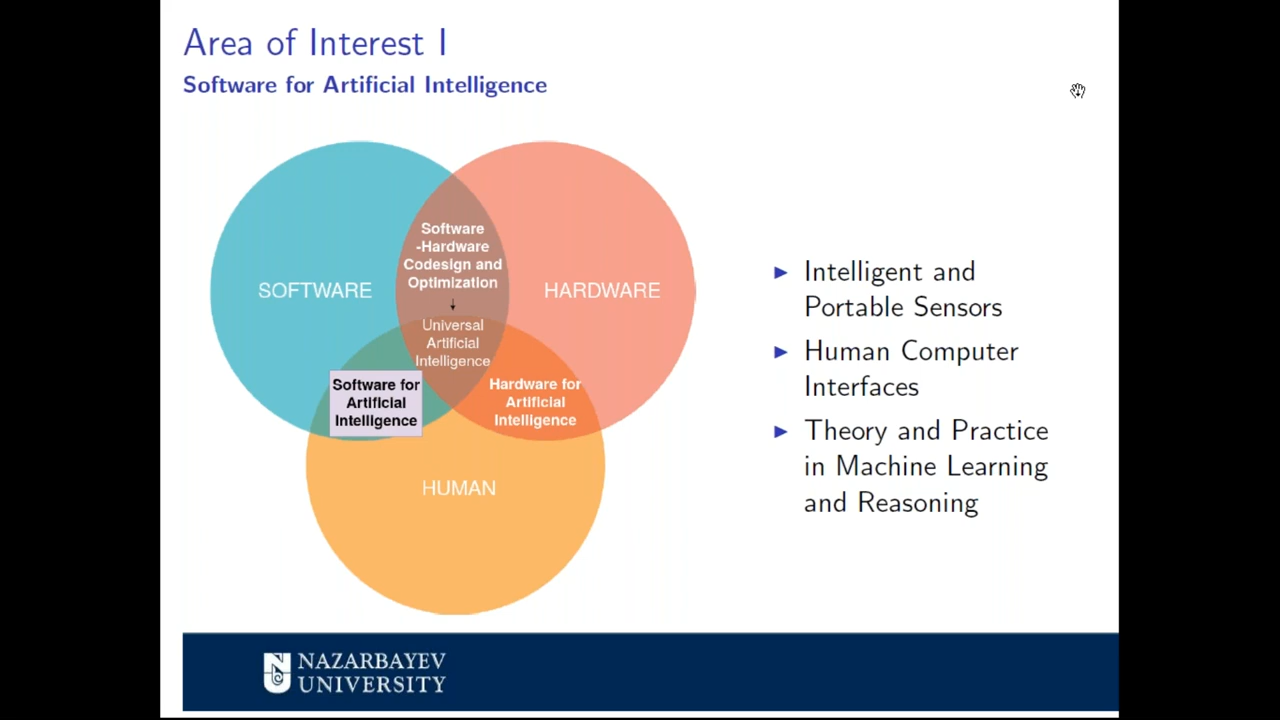 Area of Interest I
Software for Artificial Intelligence
SOFTWARE
Software
-Hardware
Codesign and
Optimization
Universal
Artificial
Intelligence
HARDWARE
Software for
Artificial
Intelligence
Hardware for
Artificial
Intelligence
HUMAN
Intelligent and
Portable Sensors
Human Computer
Interfaces
Theory and Practice
in Machine Learning
and Reasoning
NAZARBAYEV
UNIVERSITY